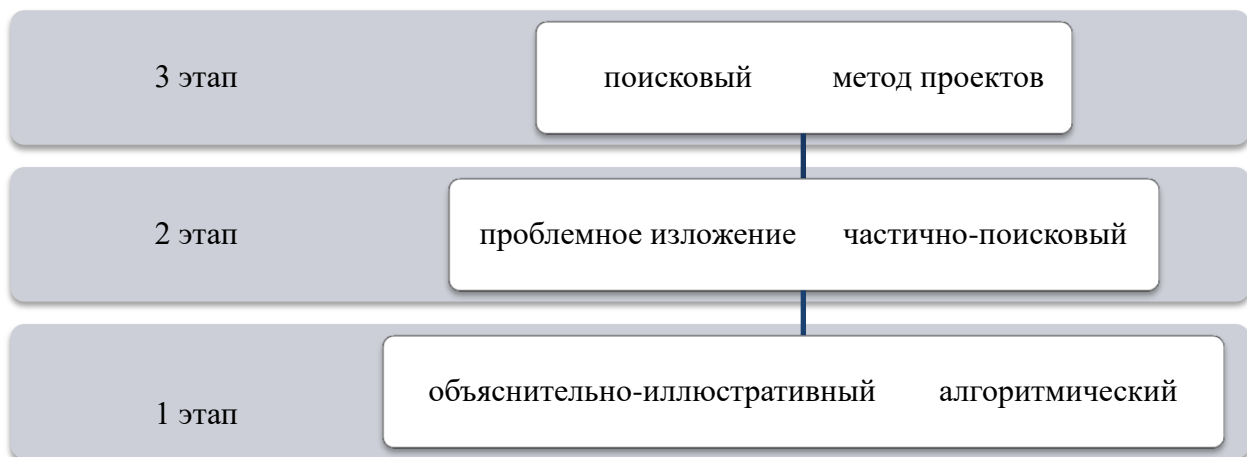 3 этап
поисковый метод проектов
2 этап
проблемное изложение частично-поисковый
1 этап
объяснительно-иллюстративный алгоритмический